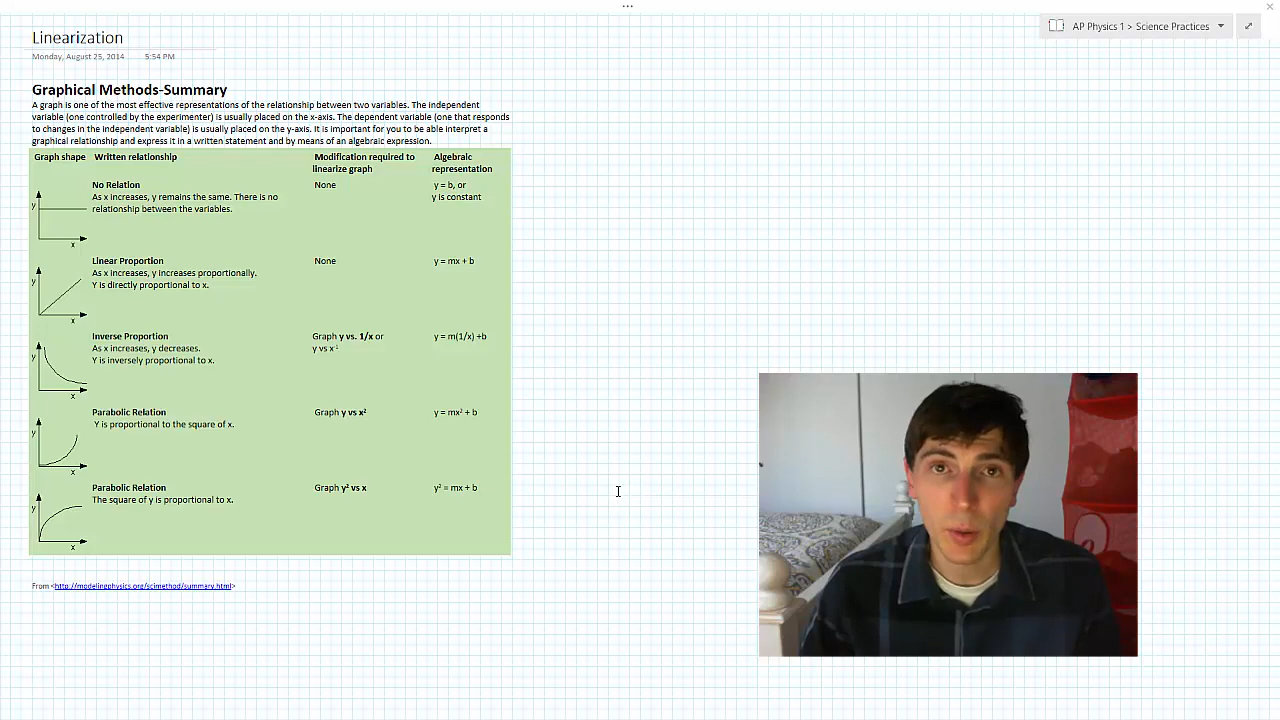 AP Physics 1 > Science Practices
Linearization
Monday, August 25, 2014 5:54 PM
Graphical Methods-Summary
A graph is one of the most effective representations of the relationship between two variables. The independent
variable (one controlled by the experimenter) is usually placed on the x-axis. The dependent variable (one that responds
to changes in the independent variable) is usually placed on the y-axis. It is important for you to be able interpret a
graphical relationship and express it in a written statement and by means of an algebraic expression.
Graph shape Written relationship Modification required to Algebraic
linearize graph representation
No Relation None y = b, or
As x increases, y remains the same. There is no y is constant
relationship between the variables.
y
x
Linear Proportion None y = mx + b
As x increases, y increases proportionally.
Y is directly proportional to x.
y
x
Inverse Proportion Graph y vs. 1/x or y = m(1/x) +b
As x increases, y decreases. y vs x⁻¹
Y is inversely proportional to x.
y
x
Parabolic Relation Graph y vs x² y = mx² + b
Y is proportional to the square of x.
y
x
Parabolic Relation Graph y² vs x y² = mx + b
The square of y is proportional to x.
y
x
From <http://modelingphysics.org/scimethod/summary.html>